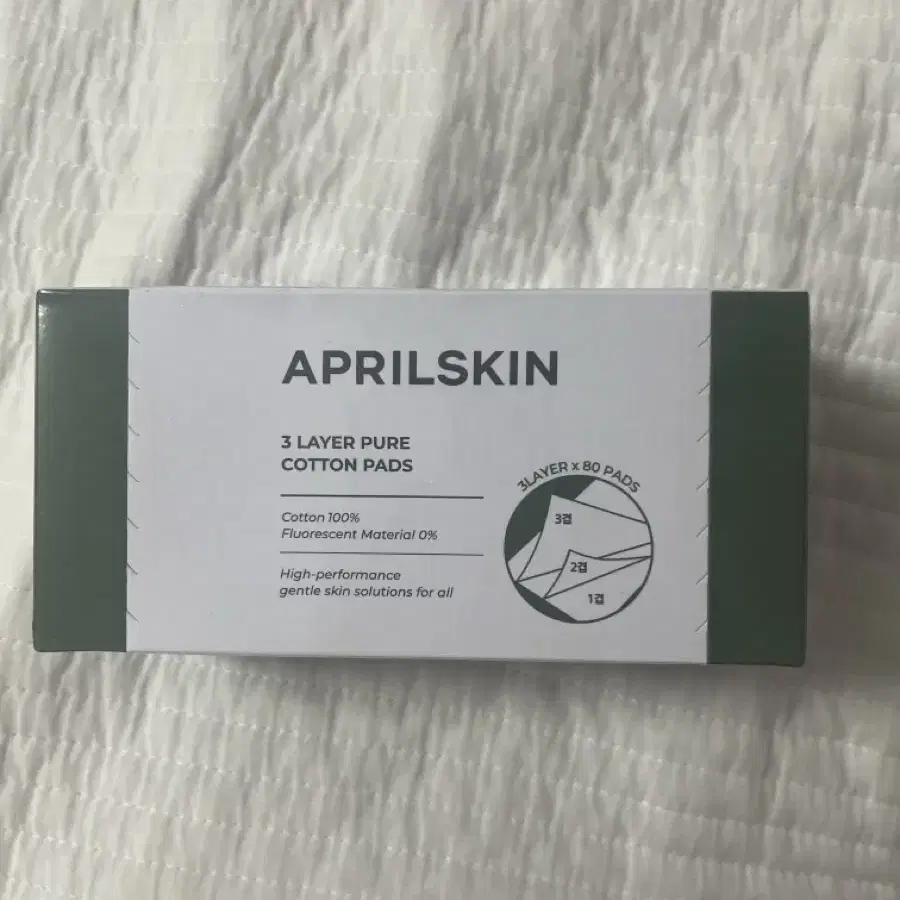 APRILSKIN
3 LAYER PURE
COTTON PADS
Cotton 100%
Fluorescent Material 0%
High-performance
gentle skin solutions for all
3LAYER x 80 PADS
3겹
2겹
1겹